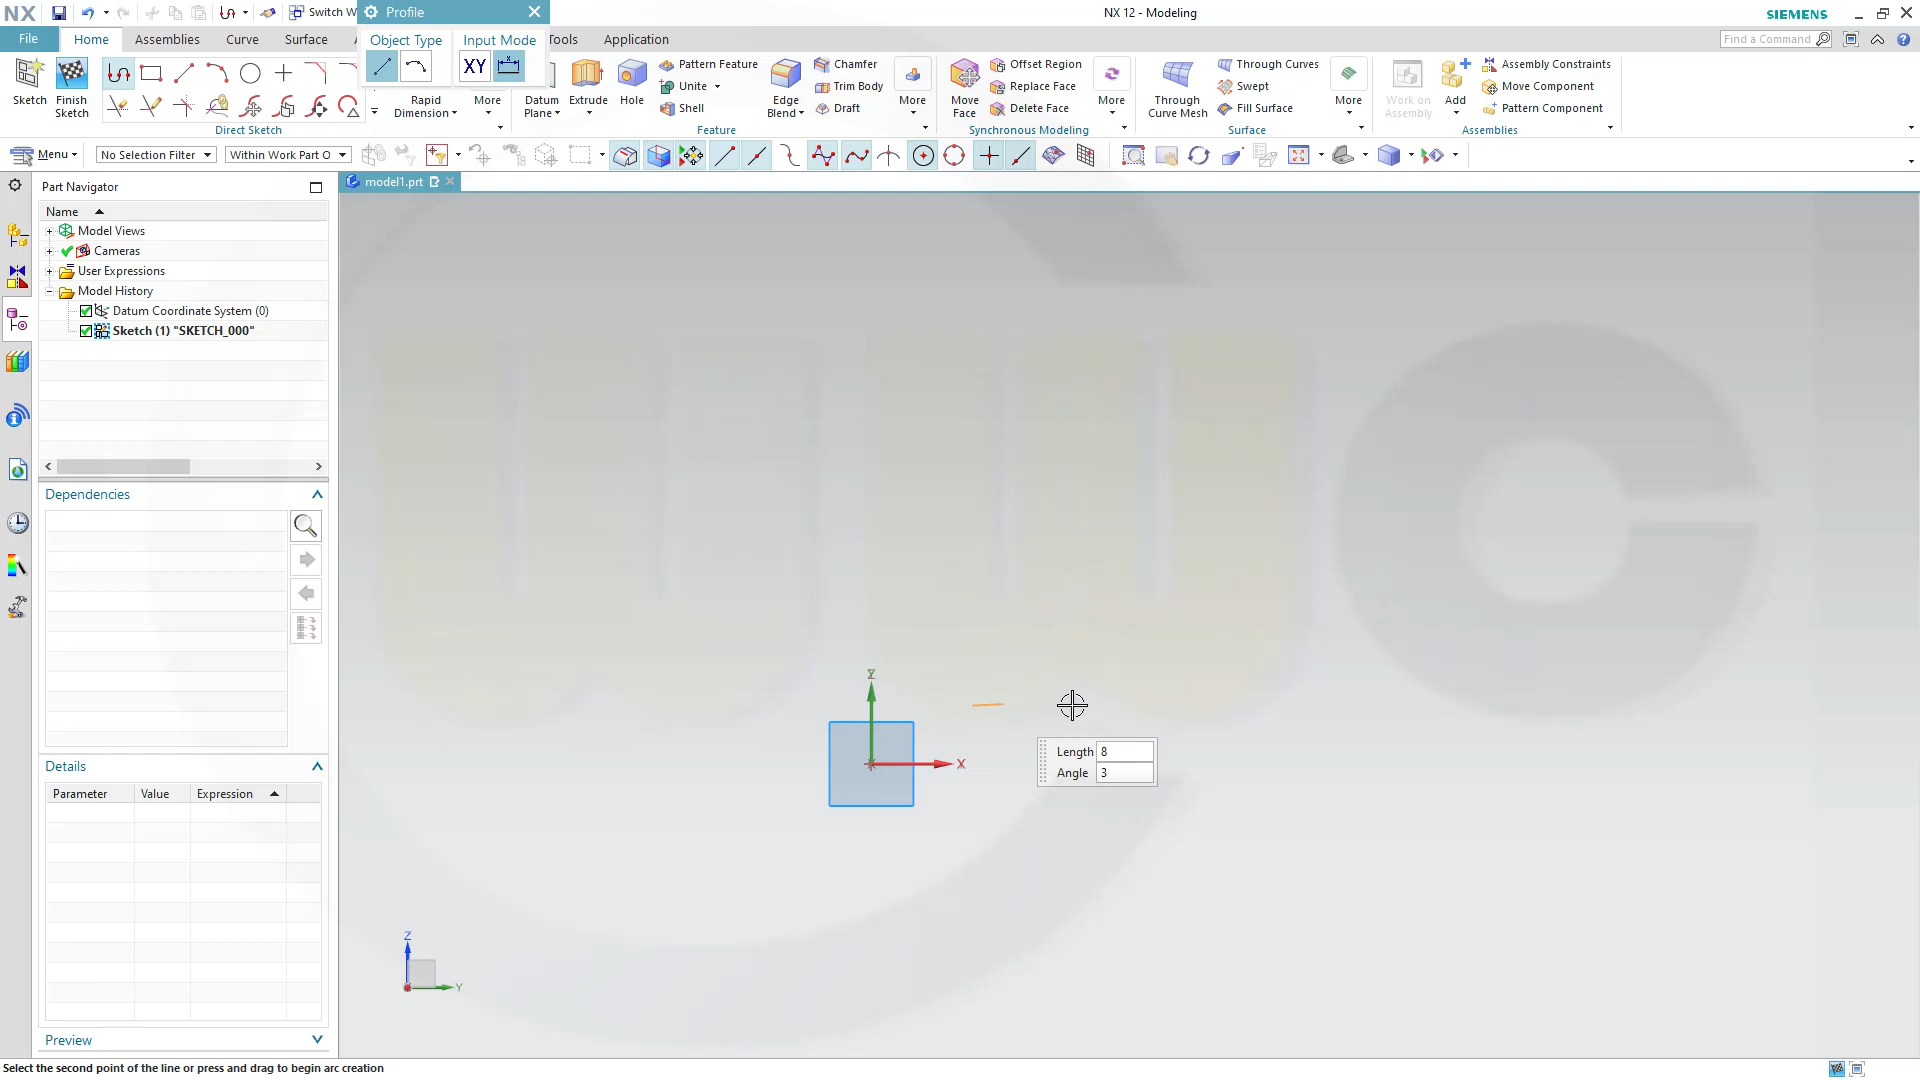 NX
Switch W
Profile
NX 12 - Modeling
SIEMENS
File
Home
Assemblies
Curve
Surface
Tools
Application
Find a Command
Object Type
Input Mode
XY
Sketch
Finish Sketch
Direct Sketch
Rapid Dimension
More
Datum Plane
Extrude
Hole
Pattern Feature
Unite
Shell
Edge Blend
Chamfer
Trim Body
Draft
More
Feature
Move Face
Offset Region
Replace Face
Delete Face
More
Synchronous Modeling
Through Curve Mesh
Through Curves
Swept
Fill Surface
More
Surface
Work on Assembly
Add
Assembly Constraints
Move Component
Pattern Component
Assemblies
Menu
No Selection Filter
Within Work Part O
Part Navigator
model1.prt
Name
Model Views
Cameras
User Expressions
Model History
Datum Coordinate System (0)
Sketch (1) "SKETCH_000"
Dependencies
Details
Parameter
Value
Expression
Preview
X
Length 8
Angle 3
Z
Y
Select the second point of the line or press and drag to begin arc creation